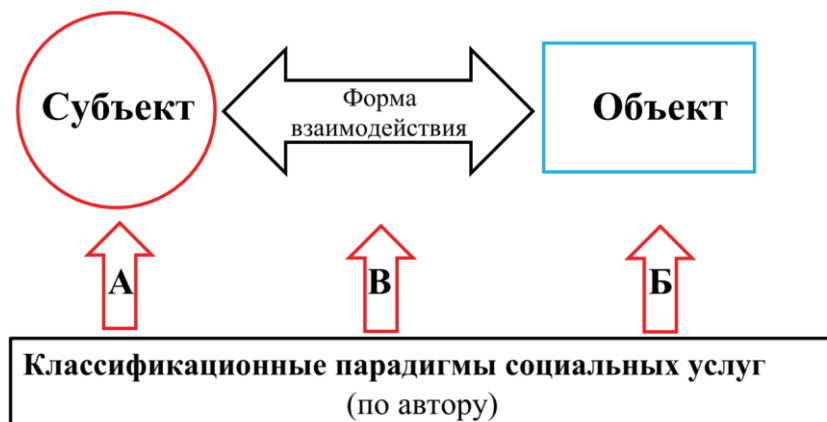 Субъект
Форма
взаимодействия
Объект
А
В
Б
Классификационные парадигмы социальных услуг
(по автору)